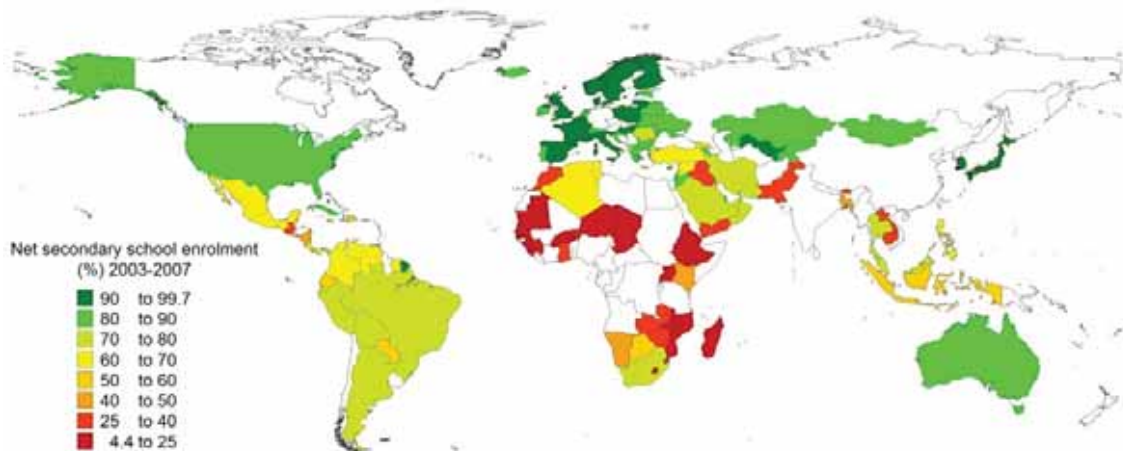 Net secondary school enrolment
(%) 2003-2007
90 to 99.7
80 to 90
70 to 80
60 to 70
50 to 60
40 to 50
25 to 40
4.4 to 25